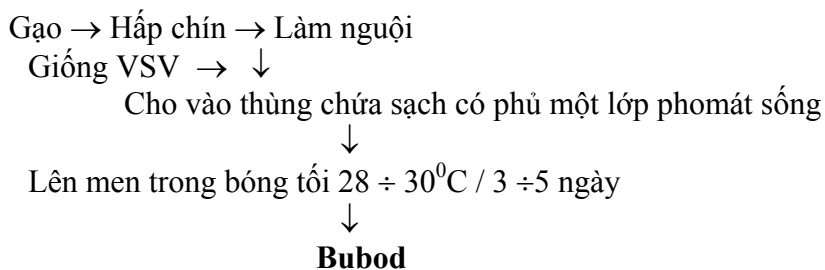 Gạo → Hấp chín → Làm nguội
Giống VSV → ↓
Cho vào thùng chứa sạch có phủ một lớp phomát sống
↓
Lên men trong bóng tối 28 ÷ 30⁰C / 3 ÷5 ngày
↓
Bubod